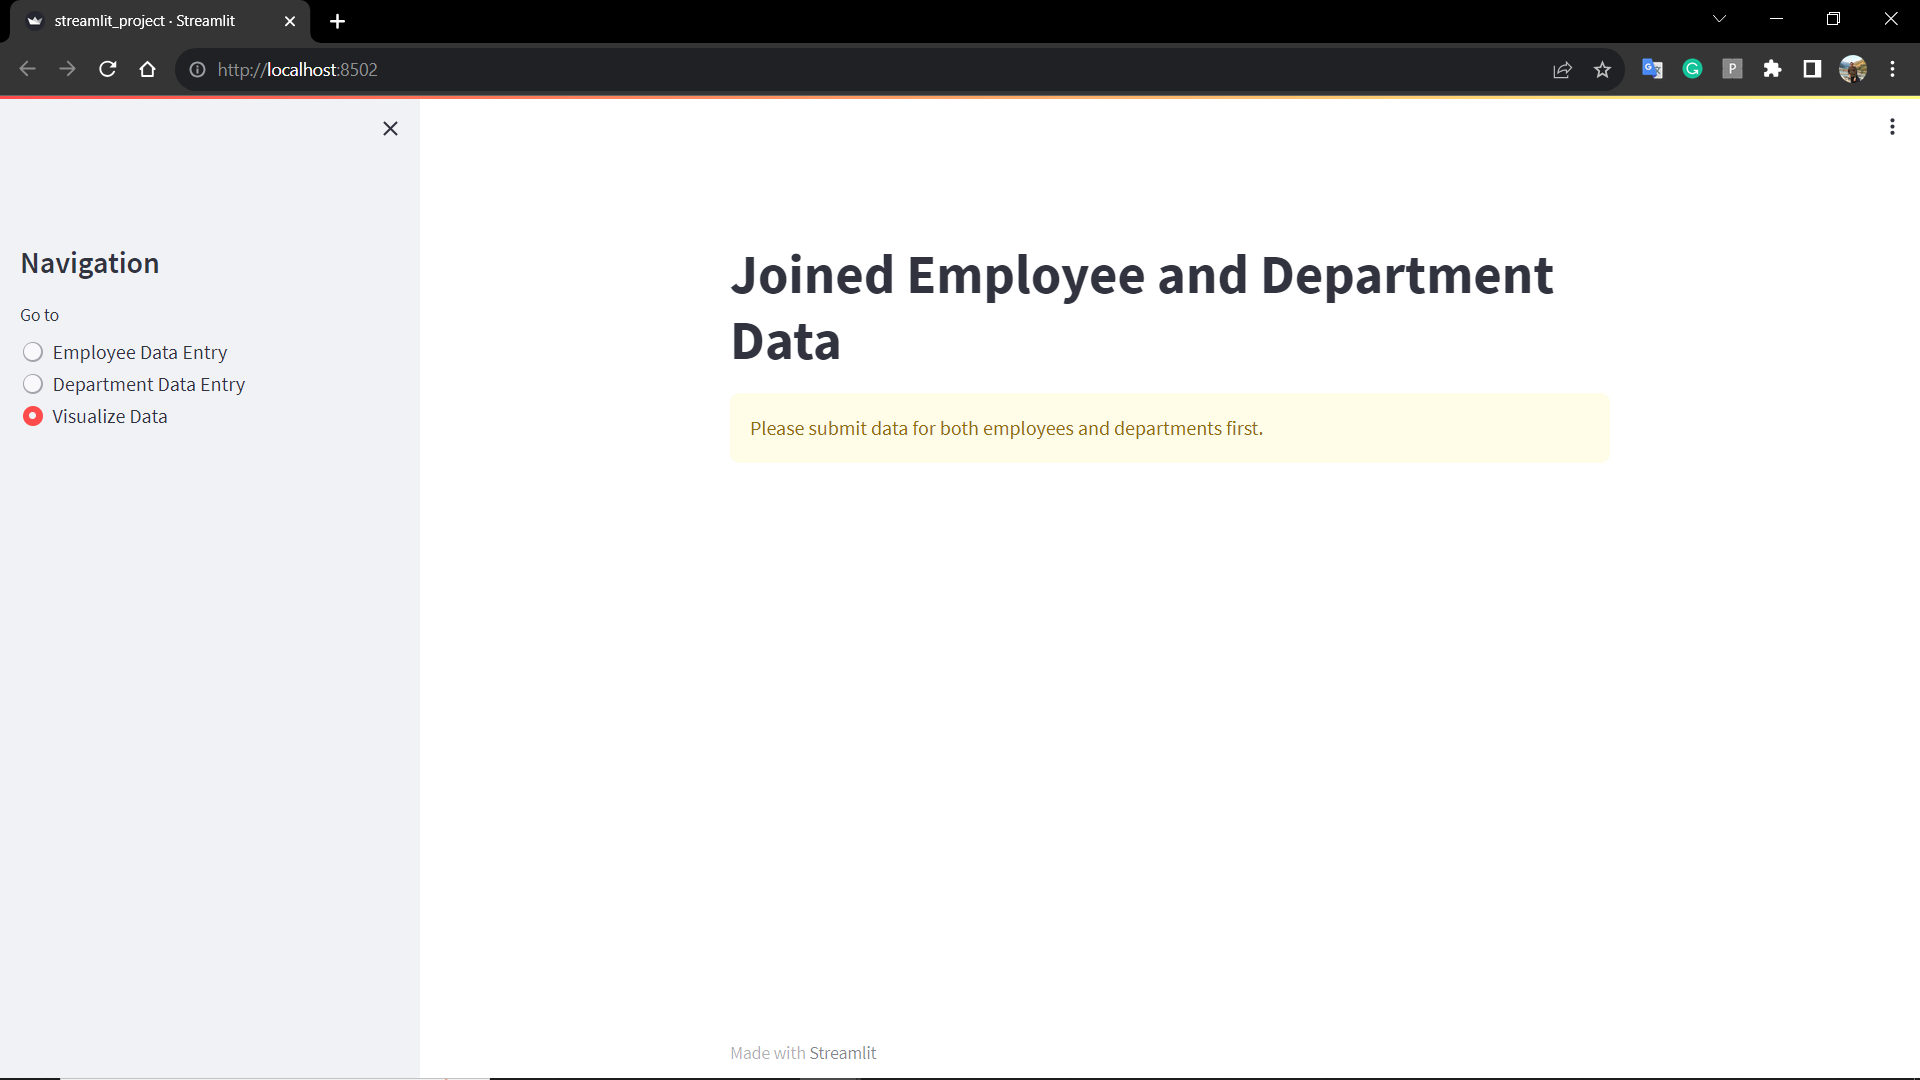 streamlit_project · Streamlit
http://localhost:8502
G
P
Navigation
Go to
Employee Data Entry
Department Data Entry
Visualize Data
Joined Employee and Department
Data
Please submit data for both employees and departments first.
Made with Streamlit